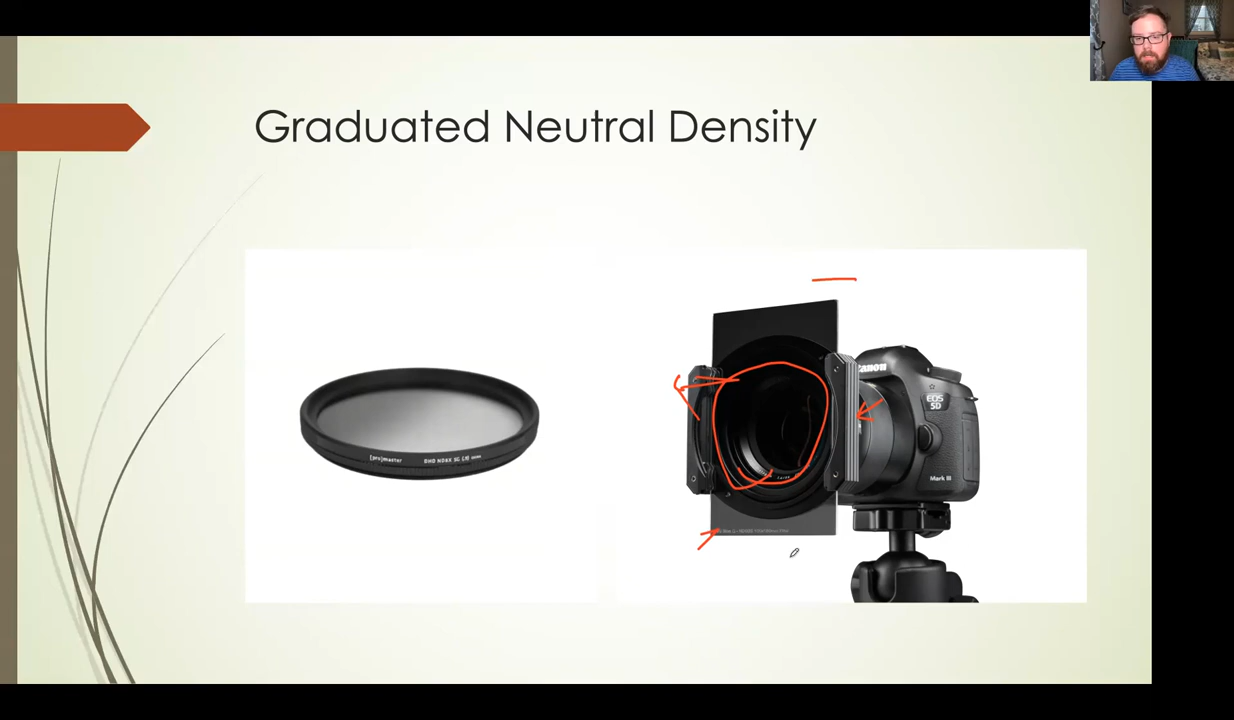 Graduated Neutral Density
Canon
EOS
5D
[pro]master
Mark III